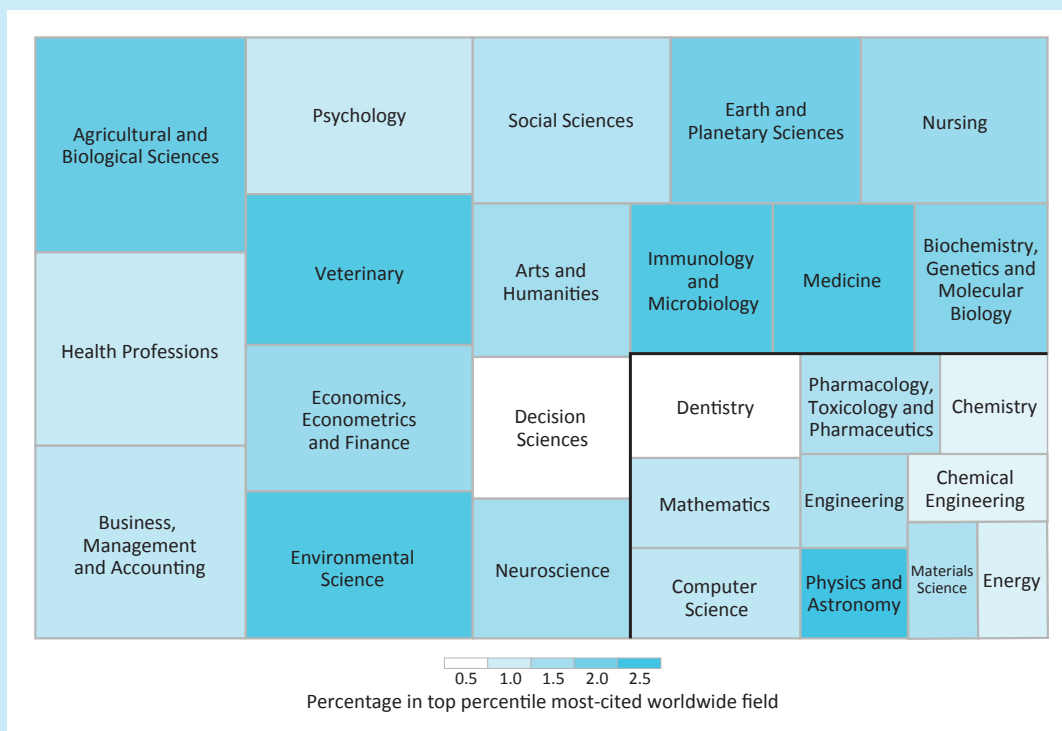 Agricultural and
Biological Sciences
Psychology
Social Sciences
Earth and
Planetary Sciences
Nursing
Health Professions
Veterinary
Arts and
Humanities
Immunology
and
Microbiology
Medicine
Biochemistry,
Genetics and
Molecular
Biology
Economics,
Econometrics
and Finance
Decision
Sciences
Dentistry
Pharmacology,
Toxicology and
Pharmaceutics
Chemistry
Business,
Management
and Accounting
Environmental
Science
Neuroscience
Mathematics
Engineering
Chemical
Engineering
Computer
Science
Physics and
Astronomy
Materials
Science
Energy
0.5 1.0 1.5 2.0 2.5
Percentage in top percentile most-cited worldwide field